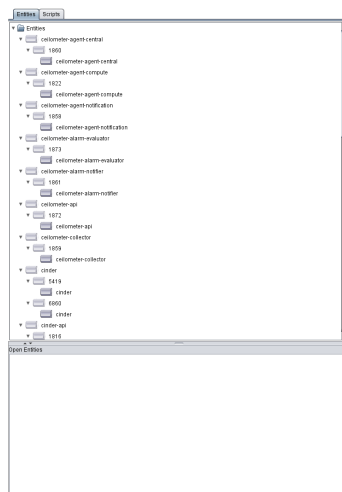 Entities Scripts
Entities
ceilometer-agent-central
1860
ceilometer-agent-central
ceilometer-agent-compute
1822
ceilometer-agent-compute
ceilometer-agent-notification
1858
ceilometer-agent-notification
ceilometer-alarm-evaluator
1873
ceilometer-alarm-evaluator
ceilometer-alarm-notifier
1861
ceilometer-alarm-notifier
ceilometer-api
1872
ceilometer-api
ceilometer-collector
1859
ceilometer-collector
cinder
5419
cinder
6860
cinder
cinder-api
1816
Open Entities